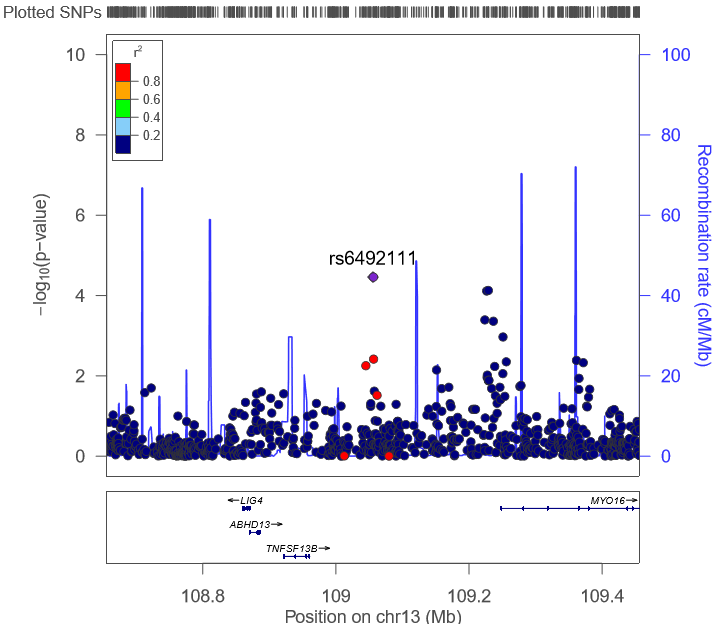 Plotted SNPs
r²
0.8
0.6
0.4
0.2
10
8
6
4
2
0
−log₁₀(p−value)
100
80
60
40
20
0
Recombination rate (cM/Mb)
rs6492111
←LIG4
MYO16→
ABHD13→
TNFSF13B→
108.8
109
109.2
109.4
Position on chr13 (Mb)